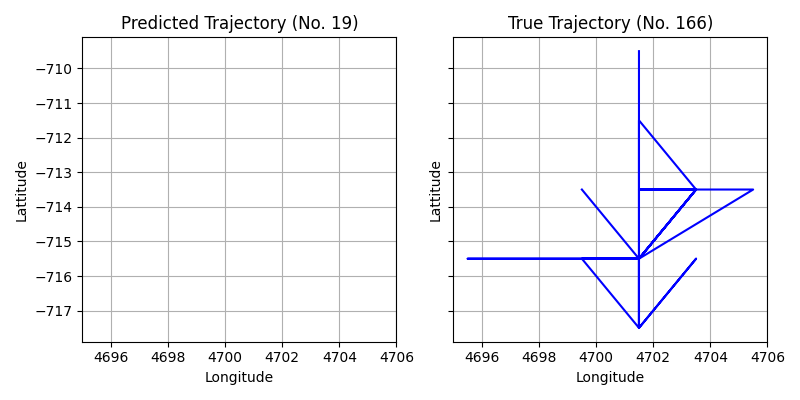 Predicted Trajectory (No. 19)
True Trajectory (No. 166)
Lattitude
−710
−711
−712
−713
−714
−715
−716
−717
4696 4698 4700 4702 4704 4706
Longitude
Lattitude
4696 4698 4700 4702 4704 4706
Longitude